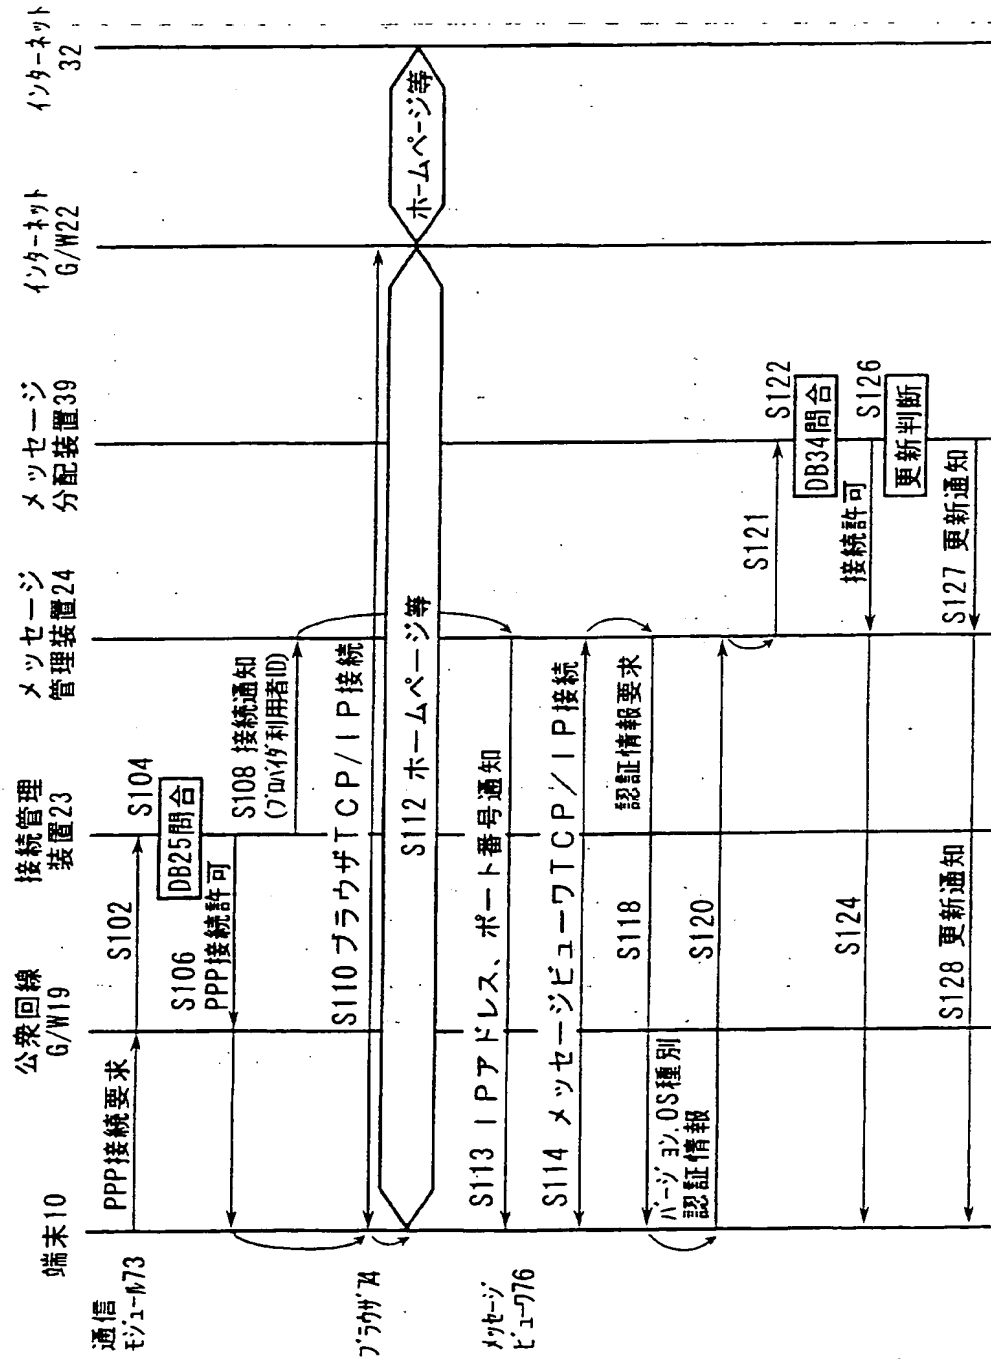 端末10
公衆回線
G/W19
接続管理
装置23
メッセージ
管理装置24
メッセージ
分配装置39
インターネット
G/W22
インターネット
32
通信
モジュール73
PPP接続要求
S102
S104
DB25問合
S106
PPP接続許可
S108 接続通知
(プロバイダ利用者ID)
ブラウザ74
S110 ブラウザTCP/IP接続
S112 ホームページ等
ホームページ等
メッセージ
ビューワ76
S113 IPアドレス、ポート番号通知
S114 メッセージビューワTCP/IP接続
認証情報要求
S118
バージョン、OS種別
認証情報
S120
S121
S122
DB34問合
接続許可
S124
S126
更新判断
S127 更新通知
S128 更新通知